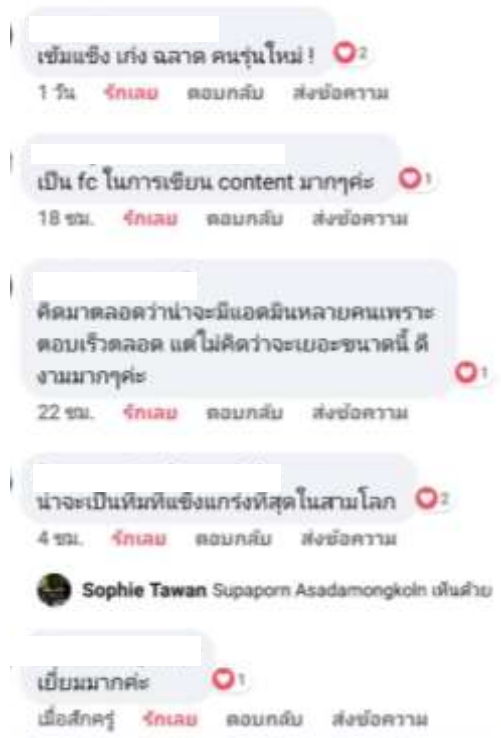 เข้มแข็ง เก่ง ฉลาด คนรุ่นใหม่ ! 2
1 วัน รักเลย ตอบกลับ ส่งข้อความ
เป็น fc ในการเขียน content มากๆค่ะ 1
18 ชม. รักเลย ตอบกลับ ส่งข้อความ
คิดมาตลอดว่าน่าจะมีแอดมินหลายคนเพราะ
ตอบเร็วตลอด แต่ไม่คิดว่าจะเยอะขนาดนี้ ดี
งามมากๆค่ะ 1
22 ชม. รักเลย ตอบกลับ ส่งข้อความ
น่าจะเป็นทีมที่แข็งแกร่งที่สุดในสามโลก 2
4 ชม. รักเลย ตอบกลับ ส่งข้อความ
Sophie Tawan Supaporn Asadamongkoln เห็นด้วย
เยี่ยมมากค่ะ 1
เมื่อสักครู่ รักเลย ตอบกลับ ส่งข้อความ